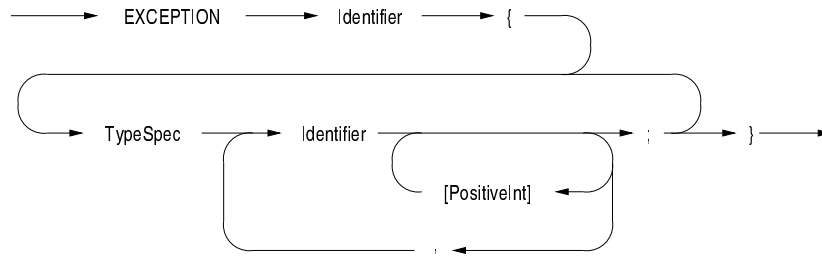 EXCEPTION Identifier {
TypeSpec Identifier ; }
[PositiveInt]
,